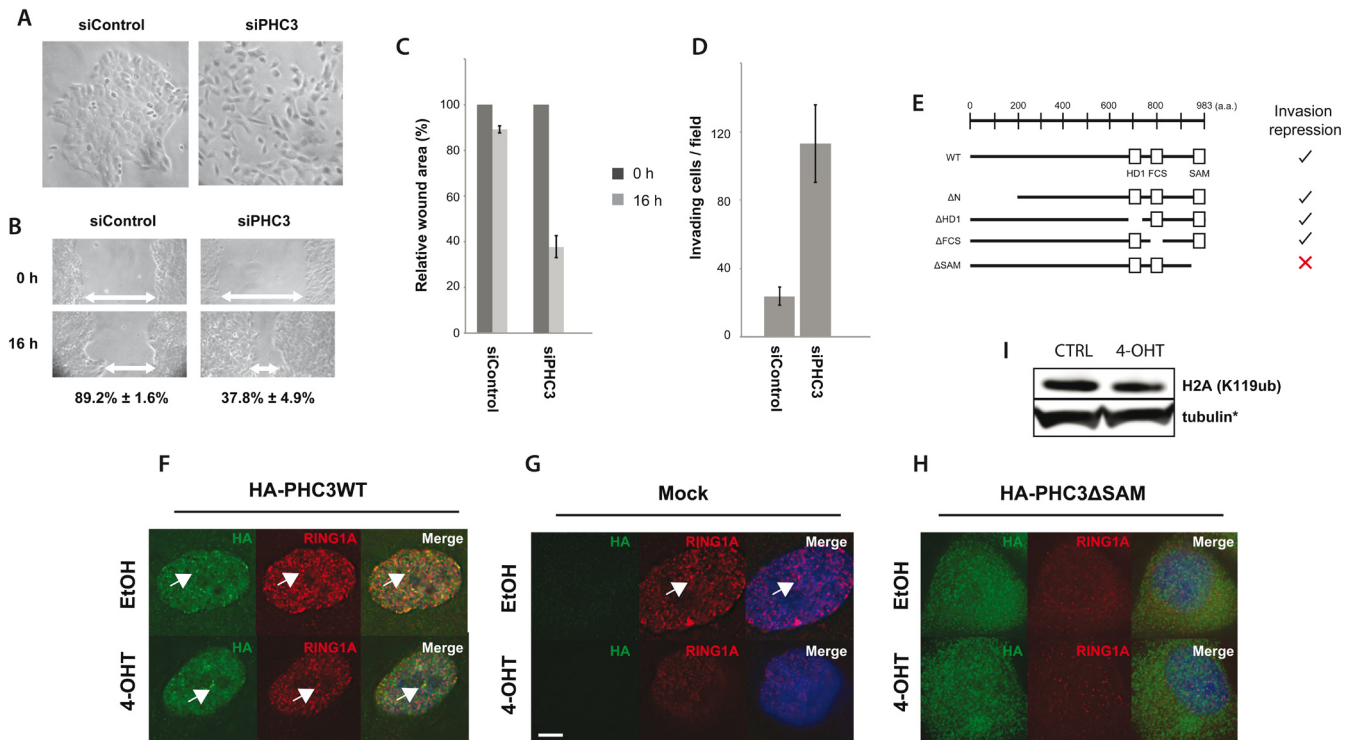 A
siControl
siPHC3
B
siControl
siPHC3
0 h
16 h
89.2% ± 1.6%
37.8% ± 4.9%
C
Relative wound area (%)
100
80
60
40
20
0
siControl
siPHC3
0 h
16 h
D
Invading cells / field
120
80
40
0
siControl
siPHC3
E
0 200 400 600 800 983 (a.a.)
Invasion
repression
WT ✓
HD1 FCS SAM
ΔN ✓
ΔHD1 ✓
ΔFCS ✓
ΔSAM ✕
I
CTRL 4-OHT
H2A (K119ub)
tubulin*
F
HA-PHC3WT
EtOH
HA RING1A Merge
4-OHT
HA RING1A Merge
G
Mock
EtOH
HA RING1A Merge
4-OHT
HA RING1A Merge
H
HA-PHC3ΔSAM
EtOH
HA RING1A Merge
4-OHT
HA RING1A Merge